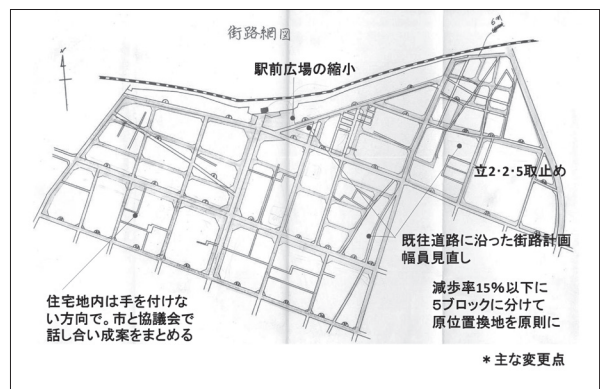 街路網図
6m
駅前広場の縮小
立2・2・5取止め
既往道路に沿った街路計画
幅員見直し
減歩率15%以下に
5ブロックに分けて
原位置換地を原則に
住宅地内は手を付けな
い方向で。市と協議会で
話し合い成案をまとめる
*主な変更点